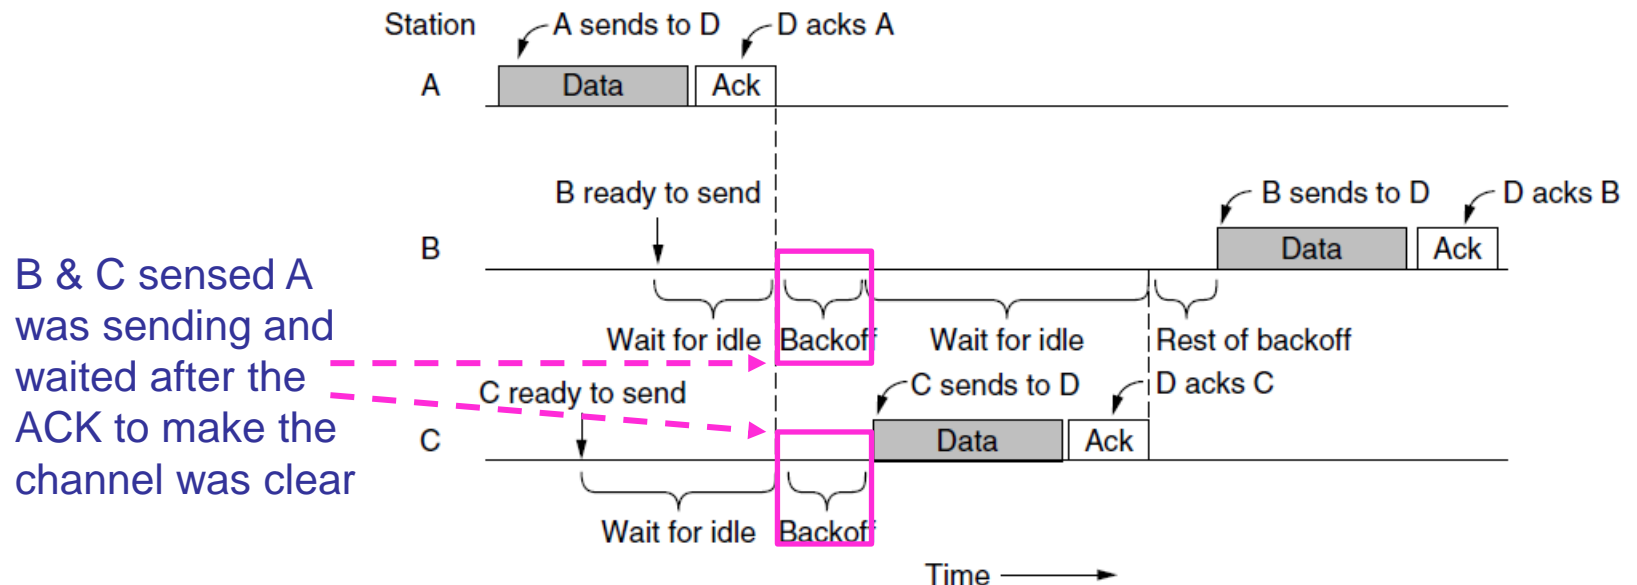 Station
A sends to D
D acks A
A
Data
Ack
B ready to send
B sends to D
D acks B
B
Data
Ack
B & C sensed A
was sending and
waited after the
ACK to make the
channel was clear
Wait for idle
Backoff
Wait for idle
Rest of backoff
C ready to send
C sends to D
D acks C
C
Data
Ack
Wait for idle
Backoff
Time